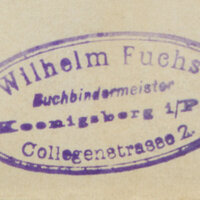 Wilhelm Fuchs
Buchbindermeister
Koenigsberg i/P.
Collegenstrasse 2.